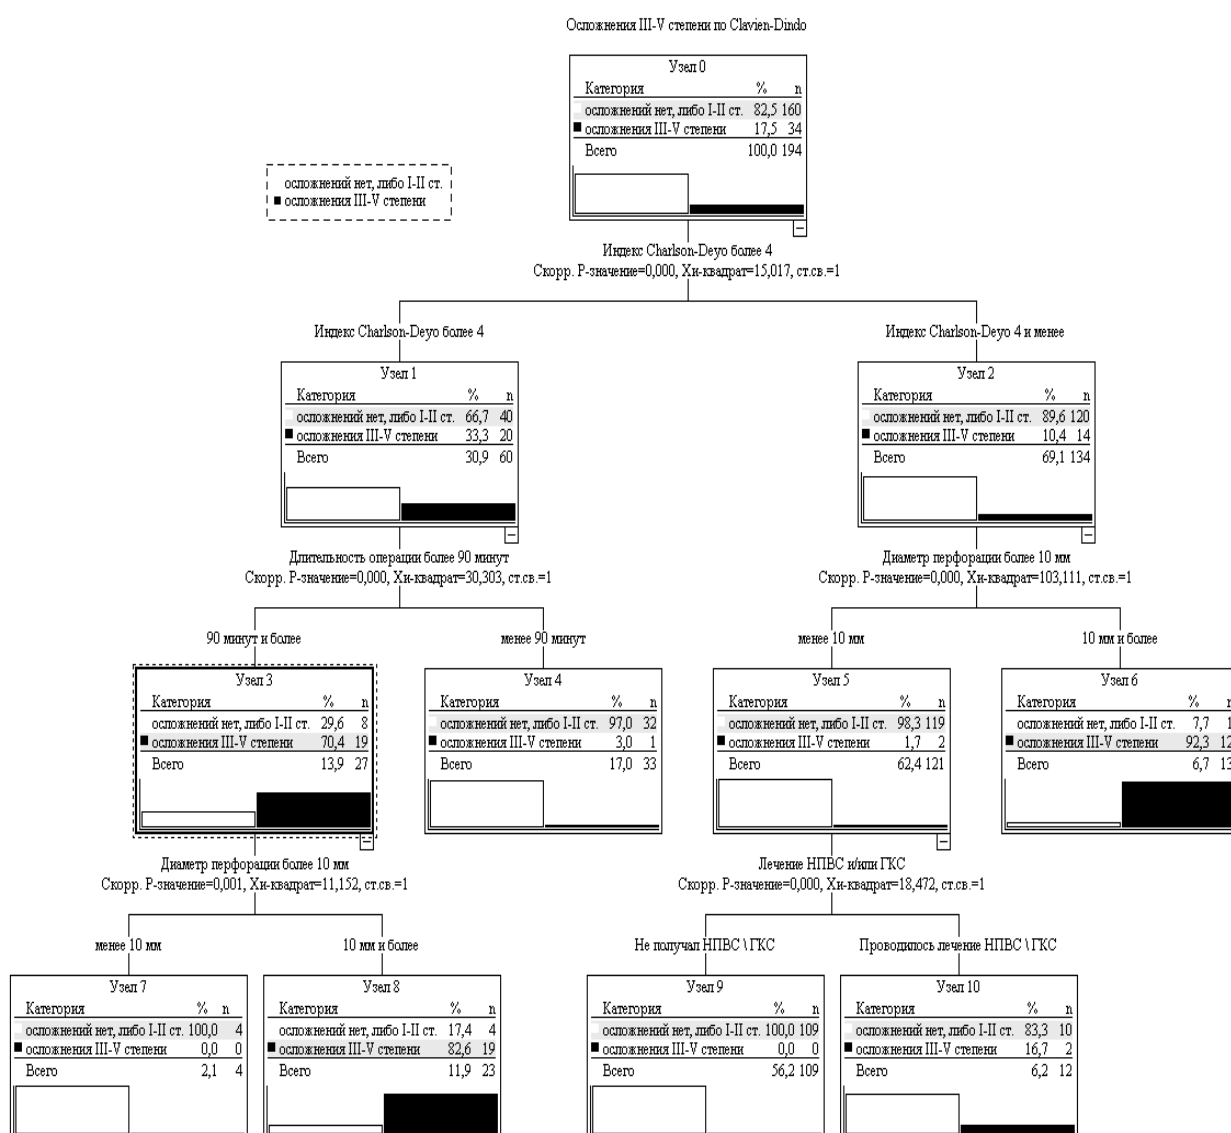 Осложнения III-V степени по Clavien-Dindo
Узел 0
Категория % n
осложнений нет, либо I-II ст. 82,5 160
осложнения III-V степени 17,5 34
Всего 100,0 194
осложнений нет, либо I-II ст.
осложнения III-V степени
Индекс Charlson-Deyo более 4
Скорр. P-значение=0,000, Хи-квадрат=15,017, ст.св.=1
Индекс Charlson-Deyo более 4
Индекс Charlson-Deyo 4 и менее
Узел 1
Категория % n
осложнений нет, либо I-II ст. 66,7 40
осложнения III-V степени 33,3 20
Всего 30,9 60
Узел 2
Категория % n
осложнений нет, либо I-II ст. 89,6 120
осложнения III-V степени 10,4 14
Всего 69,1 134
Длительность операции более 90 минут
Скорр. P-значение=0,000, Хи-квадрат=30,303, ст.св.=1
Диаметр перфорации более 10 мм
Скорр. P-значение=0,000, Хи-квадрат=103,111, ст.св.=1
90 минут и более
менее 90 минут
менее 10 мм
10 мм и более
Узел 3
Категория % n
осложнений нет, либо I-II ст. 29,6 8
осложнения III-V степени 70,4 19
Всего 13,9 27
Узел 4
Категория % n
осложнений нет, либо I-II ст. 97,0 32
осложнения III-V степени 3,0 1
Всего 17,0 33
Узел 5
Категория % n
осложнений нет, либо I-II ст. 98,3 119
осложнения III-V степени 1,7 2
Всего 62,4 121
Узел 6
Категория % n
осложнений нет, либо I-II ст. 7,7 1
осложнения III-V степени 92,3 12
Всего 6,7 13
Диаметр перфорации более 10 мм
Скорр. P-значение=0,001, Хи-квадрат=11,152, ст.св.=1
Лечение НПВС и/или ГКС
Скорр. P-значение=0,000, Хи-квадрат=18,472, ст.св.=1
менее 10 мм
10 мм и более
Не получал НПВС \ ГКС
Проводилось лечение НПВС \ ГКС
Узел 7
Категория % n
осложнений нет, либо I-II ст. 100,0 4
осложнения III-V степени 0,0 0
Всего 2,1 4
Узел 8
Категория % n
осложнений нет, либо I-II ст. 17,4 4
осложнения III-V степени 82,6 19
Всего 11,9 23
Узел 9
Категория % n
осложнений нет, либо I-II ст. 100,0 109
осложнения III-V степени 0,0 0
Всего 56,2 109
Узел 10
Категория % n
осложнений нет, либо I-II ст. 83,3 10
осложнения III-V степени 16,7 2
Всего 6,2 12